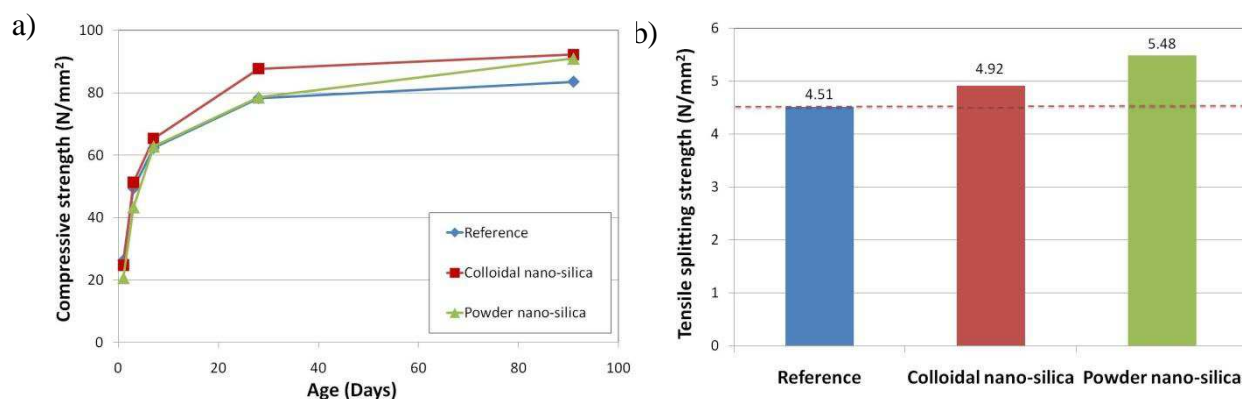 a)
Compressive strength (N/mm²)
100
80
60
40
20
0
0 20 40 60 80 100
Age (Days)
Reference
Colloidal nano-silica
Powder nano-silica
b)
Tensile splitting strength (N/mm²)
6
5
4
3
2
1
0
4.51
4.92
5.48
Reference Colloidal nano-silica Powder nano-silica